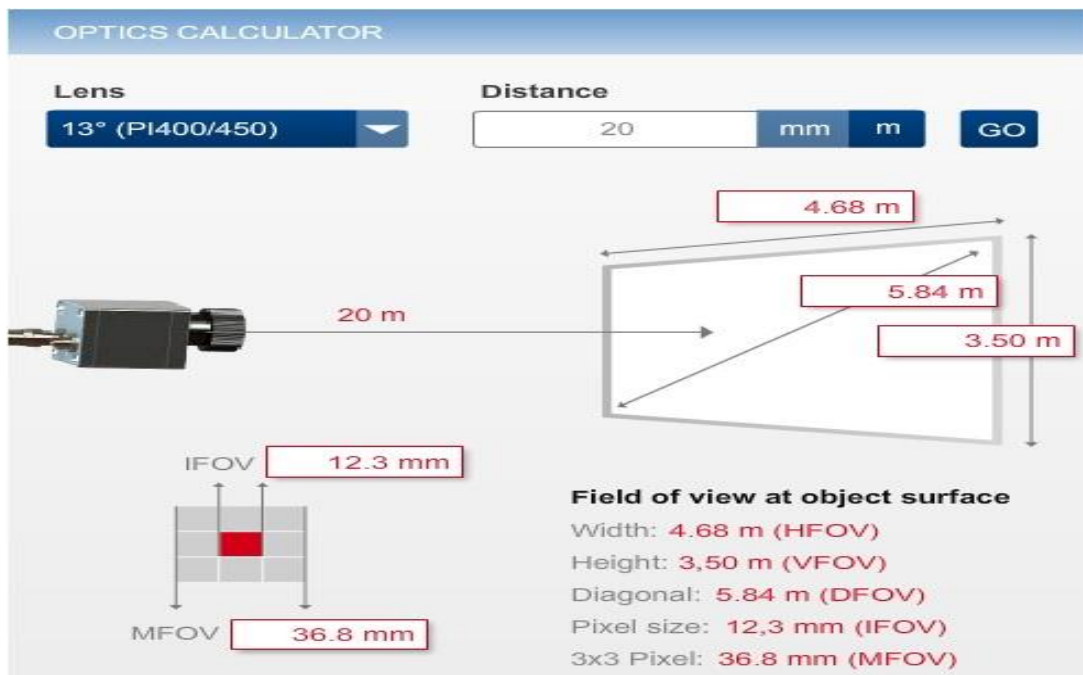 OPTICS CALCULATOR
Lens Distance
13° (PI400/450) 20 mm m GO
4.68 m
5.84 m
20 m
3.50 m
IFOV 12.3 mm
Field of view at object surface
Width: 4.68 m (HFOV)
Height: 3,50 m (VFOV)
Diagonal: 5.84 m (DFOV)
MFOV 36.8 mm
Pixel size: 12,3 mm (IFOV)
3x3 Pixel: 36.8 mm (MFOV)